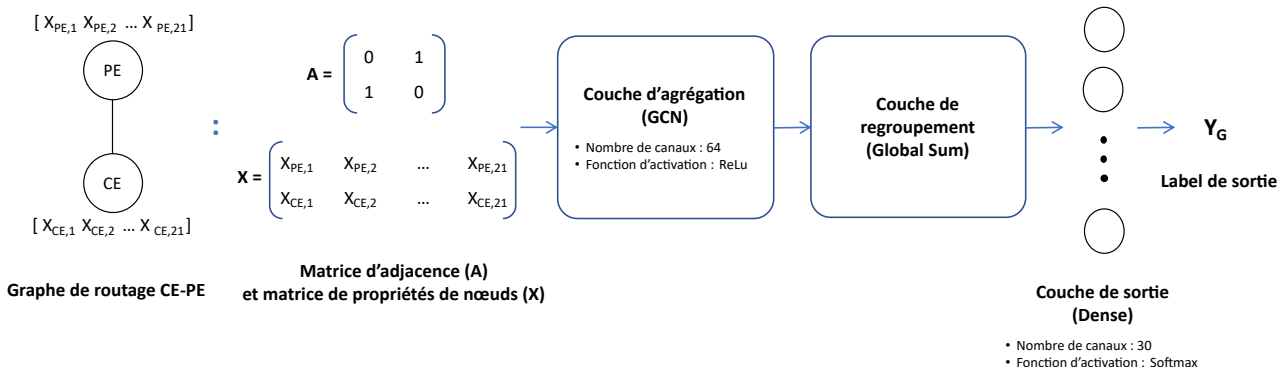 [ X_PE,1 X_PE,2 ... X_PE,21]
PE
CE
[ X_CE,1 X_CE,2 ... X_CE,21]
Graphe de routage CE-PE
:
A =
0 1
1 0
X =
X_PE,1 X_PE,2 ... X_PE,21
X_CE,1 X_CE,2 ... X_CE,21
Matrice d'adjacence (A)
et matrice de propriétés de nœuds (X)
Couche d'agrégation
(GCN)
• Nombre de canaux : 64
• Fonction d'activation : ReLu
Couche de
regroupement
(Global Sum)
Couche de sortie
(Dense)
• Nombre de canaux : 30
• Fonction d'activation : Softmax
Y_G
Label de sortie